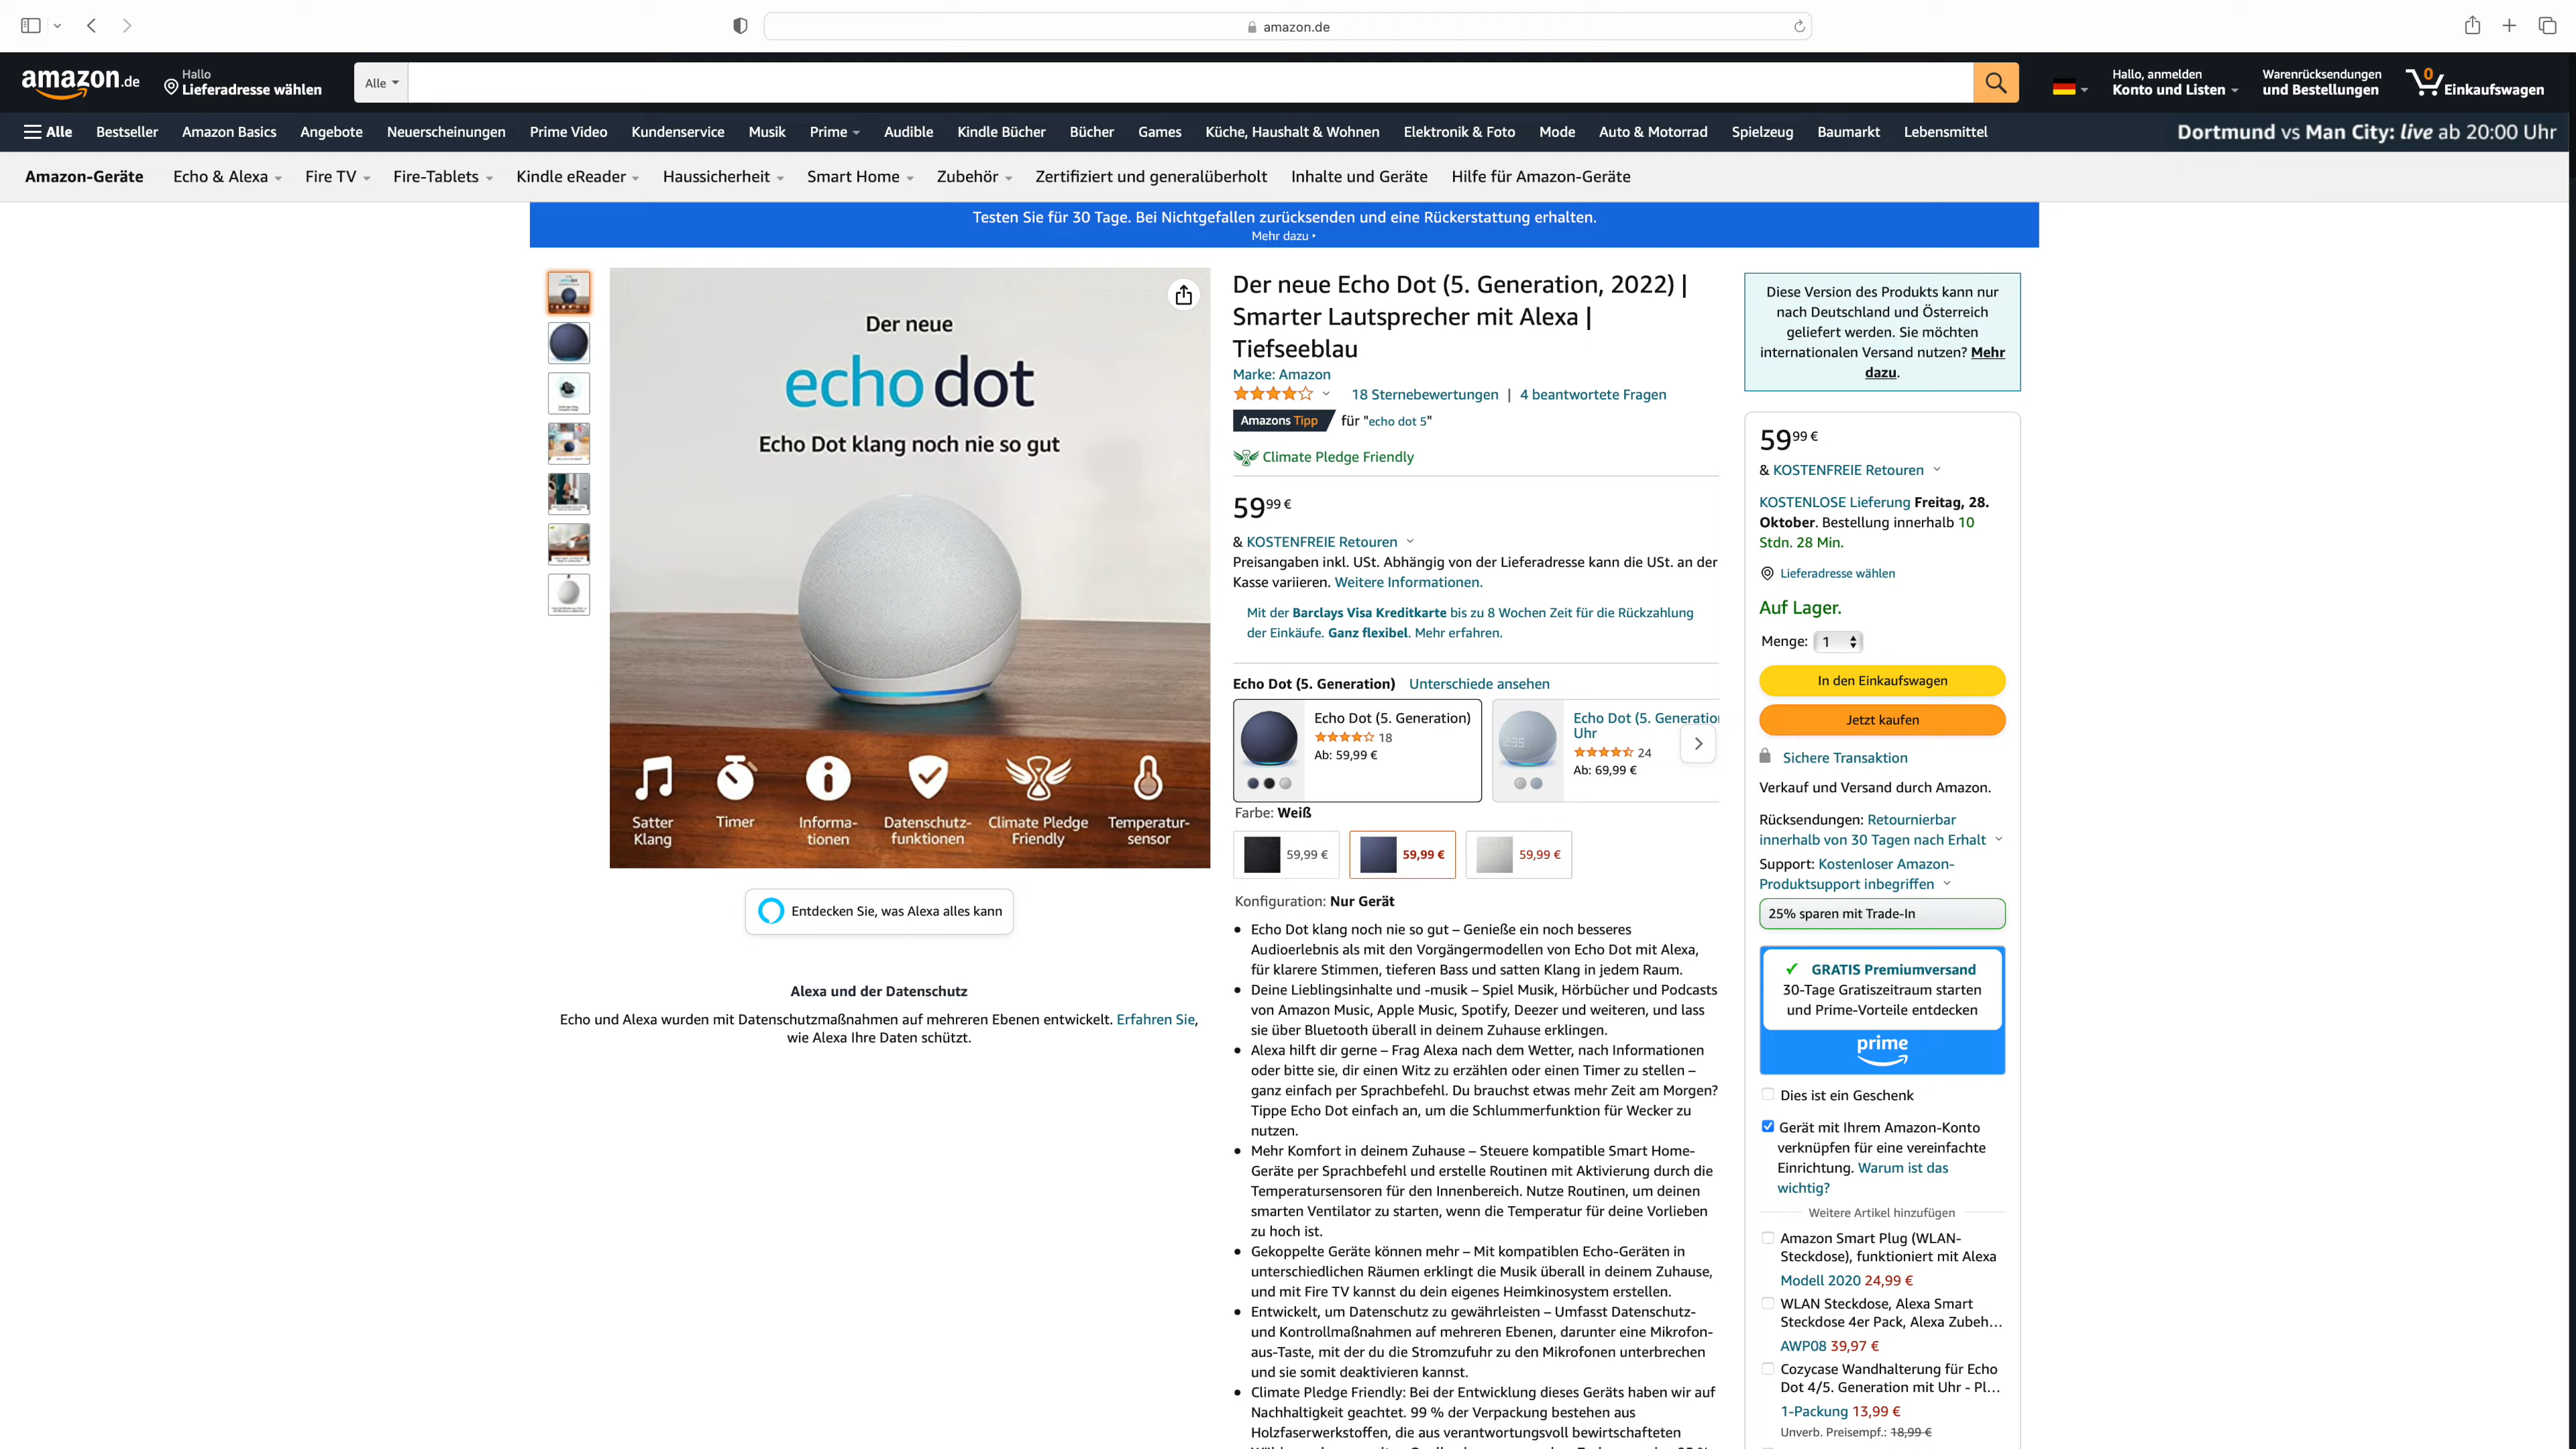 amazon.de
amazon.de
Hallo
Lieferadresse wählen
Alle
Hallo, anmelden
Konto und Listen
Warenrücksendungen
und Bestellungen
0
Einkaufswagen
Alle
Bestseller
Amazon Basics
Angebote
Neuerscheinungen
Prime Video
Kundenservice
Musik
Prime
Audible
Kindle Bücher
Bücher
Games
Küche, Haushalt & Wohnen
Elektronik & Foto
Mode
Auto & Motorrad
Spielzeug
Baumarkt
Lebensmittel
Dortmund vs Man City: live ab 20:00 Uhr
Amazon-Geräte
Echo & Alexa
Fire TV
Fire-Tablets
Kindle eReader
Haussicherheit
Smart Home
Zubehör
Zertifiziert und generalüberholt
Inhalte und Geräte
Hilfe für Amazon-Geräte
Testen Sie für 30 Tage. Bei Nichtgefallen zurücksenden und eine Rückerstattung erhalten.
Mehr dazu
Der neue
echo dot
Echo Dot klang noch nie so gut
Satter
Klang
Timer
Informa-
tionen
Datenschutz-
funktionen
Climate Pledge
Friendly
Temperatur-
sensor
Entdecken Sie, was Alexa alles kann
Alexa und der Datenschutz
Echo und Alexa wurden mit Datenschutzmaßnahmen auf mehreren Ebenen entwickelt. Erfahren Sie,
wie Alexa Ihre Daten schützt.
Der neue Echo Dot (5. Generation, 2022) |
Smarter Lautsprecher mit Alexa |
Tiefseeblau
Marke: Amazon
18 Sternebewertungen | 4 beantwortete Fragen
Amazons Tipp für "echo dot 5"
Climate Pledge Friendly
59 99 €
& KOSTENFREIE Retouren
Preisangaben inkl. USt. Abhängig von der Lieferadresse kann die USt. an der
Kasse variieren. Weitere Informationen.
Mit der Barclays Visa Kreditkarte bis zu 8 Wochen Zeit für die Rückzahlung
der Einkäufe. Ganz flexibel. Mehr erfahren.
Echo Dot (5. Generation) Unterschiede ansehen
Echo Dot (5. Generation)
18
Ab: 59,99 €
Echo Dot (5. Generatio
Uhr
24
Ab: 69,99 €
Farbe: Weiß
59,99 €
59,99 €
59,99 €
Konfiguration: Nur Gerät
• Echo Dot klang noch nie so gut – Genieße ein noch besseres
Audioerlebnis als mit den Vorgängermodellen von Echo Dot mit Alexa,
für klarere Stimmen, tieferen Bass und satten Klang in jedem Raum.
• Deine Lieblingsinhalte und -musik – Spiel Musik, Hörbücher und Podcasts
von Amazon Music, Apple Music, Spotify, Deezer und weiteren, und lass
sie über Bluetooth überall in deinem Zuhause erklingen.
• Alexa hilft dir gerne – Frag Alexa nach dem Wetter, nach Informationen
oder bitte sie, dir einen Witz zu erzählen oder einen Timer zu stellen –
ganz einfach per Sprachbefehl. Du brauchst etwas mehr Zeit am Morgen?
Tippe Echo Dot einfach an, um die Schlummerfunktion für Wecker zu
nutzen.
• Mehr Komfort in deinem Zuhause – Steuere kompatible Smart Home-
Geräte per Sprachbefehl und erstelle Routinen mit Aktivierung durch die
Temperatursensoren für den Innenbereich. Nutze Routinen, um deinen
smarten Ventilator zu starten, wenn die Temperatur für deine Vorlieben
zu hoch ist.
• Gekoppelte Geräte können mehr – Mit kompatiblen Echo-Geräten in
unterschiedlichen Räumen erklingt die Musik überall in deinem Zuhause,
und mit Fire TV kannst du dein eigenes Heimkinosystem erstellen.
• Entwickelt, um Datenschutz zu gewährleisten – Umfasst Datenschutz-
und Kontrollmaßnahmen auf mehreren Ebenen, darunter eine Mikrofon-
aus-Taste, mit der du die Stromzufuhr zu den Mikrofonen unterbrechen
und sie somit deaktivieren kannst.
• Climate Pledge Friendly: Bei der Entwicklung dieses Geräts haben wir auf
Nachhaltigkeit geachtet. 99 % der Verpackung bestehen aus
Holzfaserwerkstoffen, die aus verantwortungsvoll bewirtschafteten
Diese Version des Produkts kann nur
nach Deutschland und Österreich
geliefert werden. Sie möchten
internationalen Versand nutzen? Mehr
dazu.
59 99 €
& KOSTENFREIE Retouren
KOSTENLOSE Lieferung Freitag, 28.
Oktober. Bestellung innerhalb 10
Stdn. 28 Min.
Lieferadresse wählen
Auf Lager.
Menge: 1
In den Einkaufswagen
Jetzt kaufen
Sichere Transaktion
Verkauf und Versand durch Amazon.
Rücksendungen: Retournierbar
innerhalb von 30 Tagen nach Erhalt
Support: Kostenloser Amazon-
Produktsupport inbegriffen
25% sparen mit Trade-In
✓ GRATIS Premiumversand
30-Tage Gratiszeitraum starten
und Prime-Vorteile entdecken
prime
Dies ist ein Geschenk
Gerät mit Ihrem Amazon-Konto
verknüpfen für eine vereinfachte
Einrichtung. Warum ist das
wichtig?
Weitere Artikel hinzufügen
Amazon Smart Plug (WLAN-
Steckdose), funktioniert mit Alexa
Modell 2020 24,99 €
WLAN Steckdose, Alexa Smart
Steckdose 4er Pack, Alexa Zubeh…
AWP08 39,97 €
Cozycase Wandhalterung für Echo
Dot 4/5. Generation mit Uhr - Pl…
1-Packung 13,99 €
Unverb. Preisempf.: 18,99 €